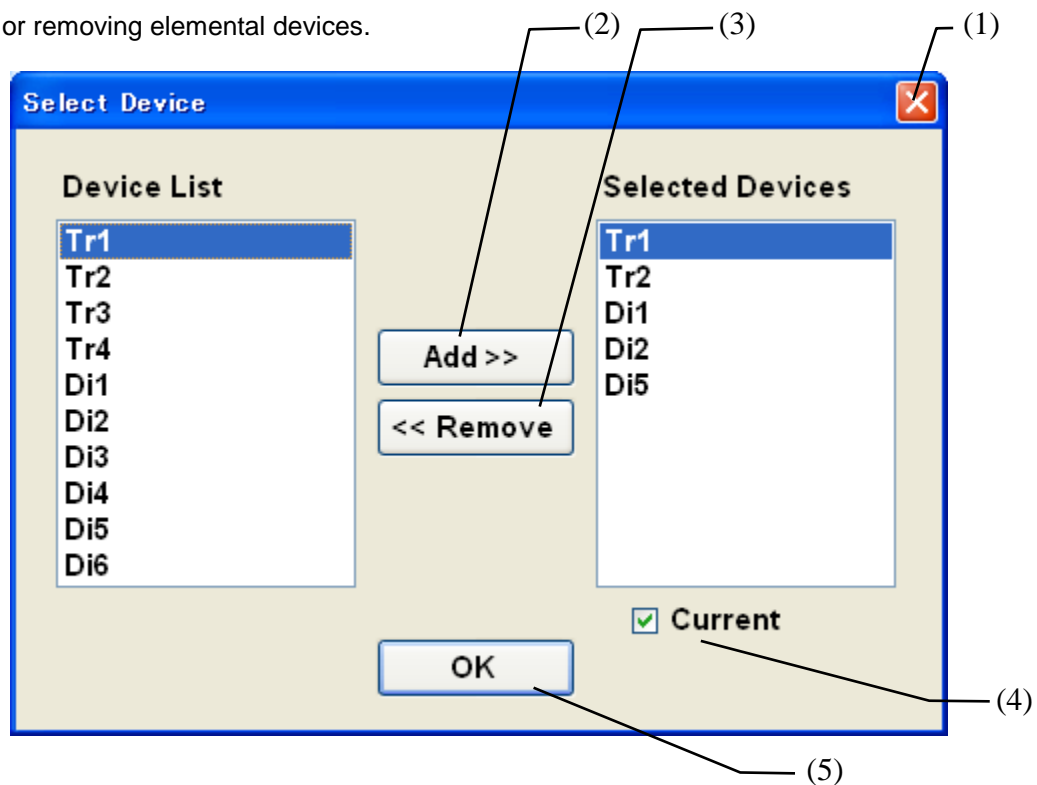 or removing elemental devices.
(2)
(3)
(1)
Select Device
Device List
Selected Devices
Tr1
Tr2
Tr3
Tr4
Di1
Di2
Di3
Di4
Di5
Di6
Add >>
<< Remove
Tr1
Tr2
Di1
Di2
Di5
Current
OK
(4)
(5)